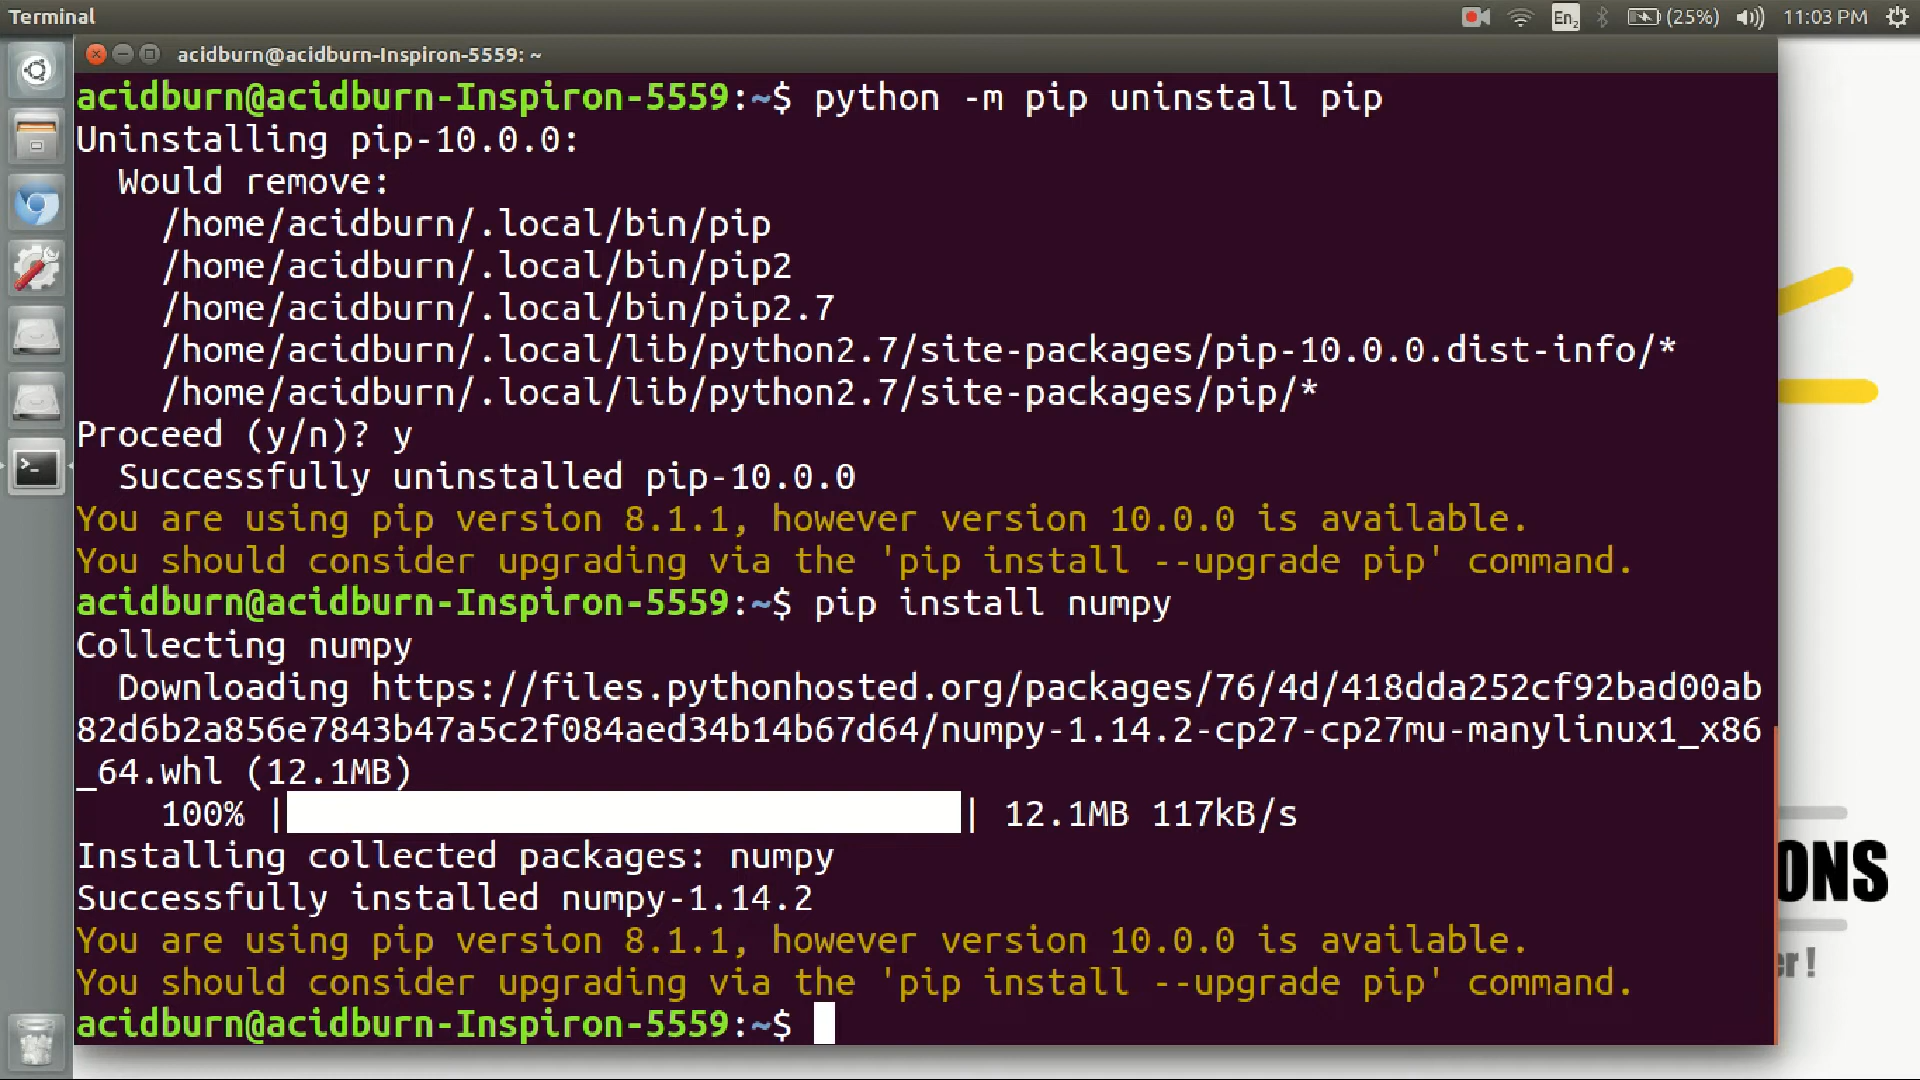 Terminal
En2 (25%) 11:03 PM
acidburn@acidburn-Inspiron-5559: ~
acidburn@acidburn-Inspiron-5559:~$ python -m pip uninstall pip
Uninstalling pip-10.0.0:
  Would remove:
    /home/acidburn/.local/bin/pip
    /home/acidburn/.local/bin/pip2
    /home/acidburn/.local/bin/pip2.7
    /home/acidburn/.local/lib/python2.7/site-packages/pip-10.0.0.dist-info/*
    /home/acidburn/.local/lib/python2.7/site-packages/pip/*
Proceed (y/n)? y
  Successfully uninstalled pip-10.0.0
You are using pip version 8.1.1, however version 10.0.0 is available.
You should consider upgrading via the 'pip install --upgrade pip' command.
acidburn@acidburn-Inspiron-5559:~$ pip install numpy
Collecting numpy
  Downloading https://files.pythonhosted.org/packages/76/4d/418dda252cf92bad00ab
82d6b2a856e7843b47a5c2f084aed34b14b67d64/numpy-1.14.2-cp27-cp27mu-manylinux1_x86
_64.whl (12.1MB)
    100% | | 12.1MB 117kB/s
Installing collected packages: numpy
Successfully installed numpy-1.14.2
You are using pip version 8.1.1, however version 10.0.0 is available.
You should consider upgrading via the 'pip install --upgrade pip' command.
acidburn@acidburn-Inspiron-5559:~$
ONS
er!